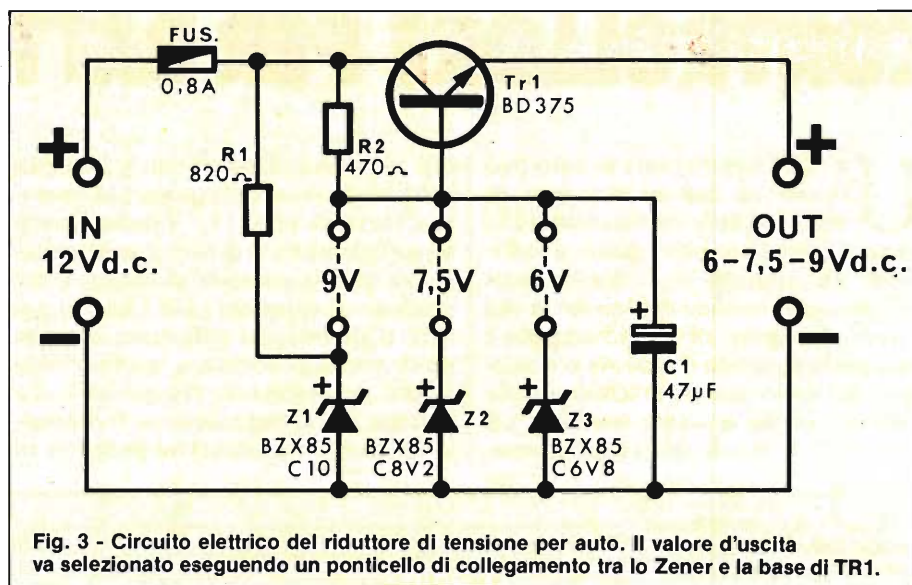 FUS.
0,8A
Tr1
BD375
R1
820Ω
R2
470Ω
+
+
IN
12Vd.c.
9V
7,5V
6V
OUT
6-7,5-9Vd.c.
+
C1
47µF
+
Z1
BZX85
C10
+
Z2
BZX85
C8V2
+
Z3
BZX85
C6V8
Fig. 3 - Circuito elettrico del riduttore di tensione per auto. Il valore d'uscita
va selezionato eseguendo un ponticello di collegamento tra lo Zener e la base di TR1.